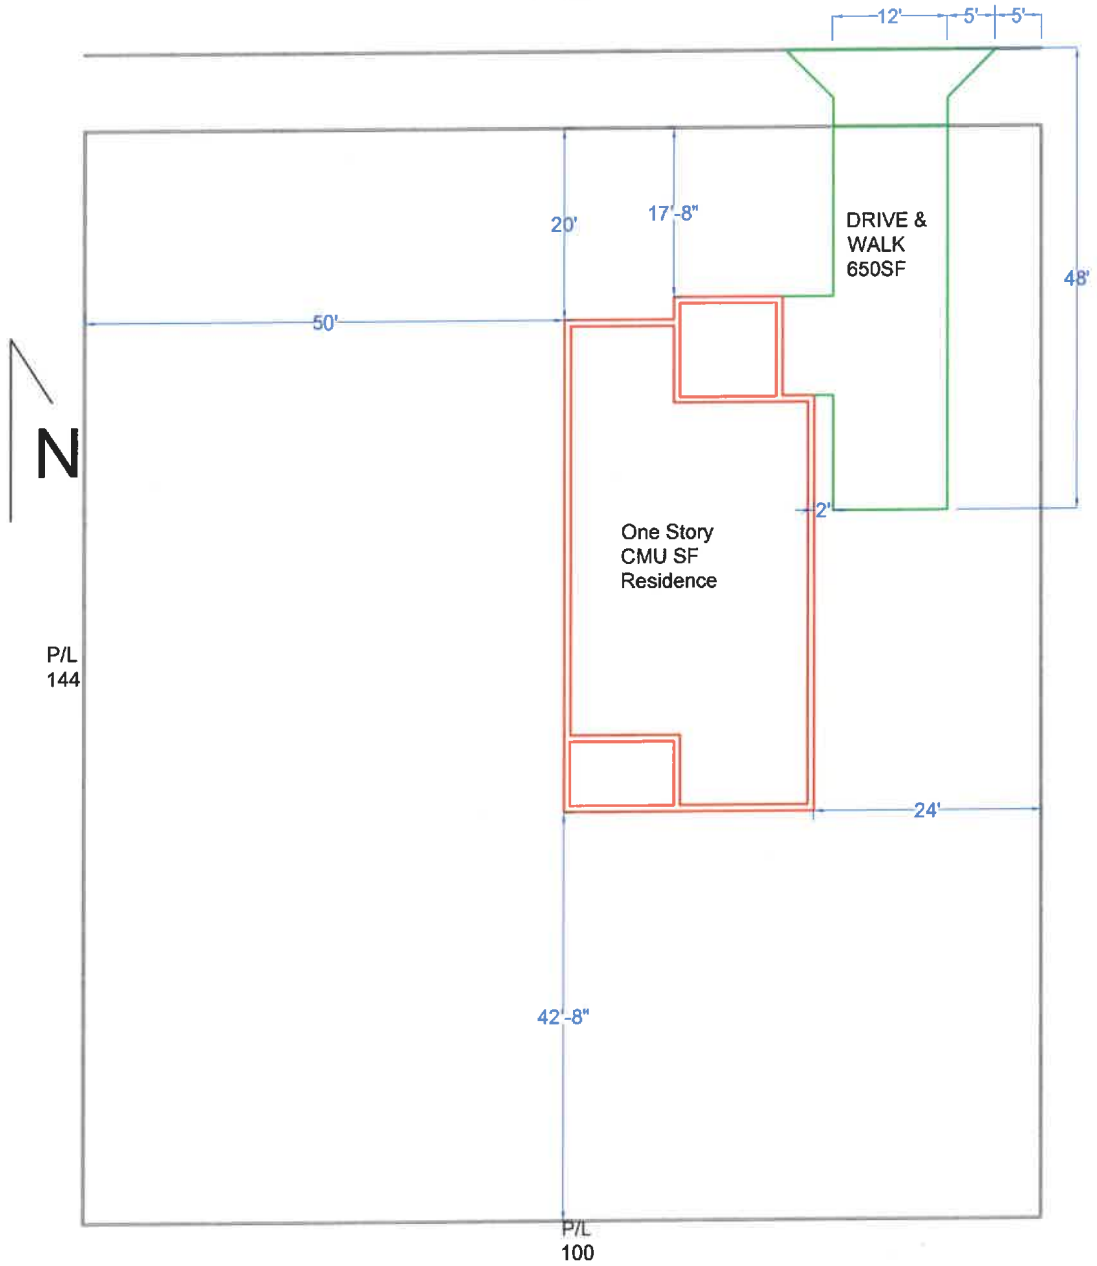 12'
5'
5'
20'
17'-8"
DRIVE &
WALK
650SF
48'
50'
N
2'
One Story
CMU SF
Residence
P/L
144
24'
42'-8"
P/L
100